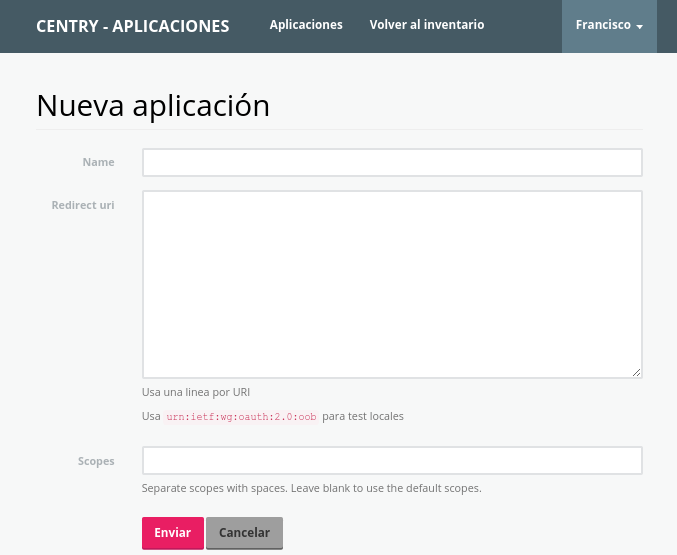 CENTRY - APLICACIONES Aplicaciones Volver al inventario Francisco
Nueva aplicación
Name
Redirect uri
Usa una linea por URI
Usa urn:ietf:wg:oauth:2.0:oob para test locales
Scopes
Separate scopes with spaces. Leave blank to use the default scopes.
Enviar Cancelar